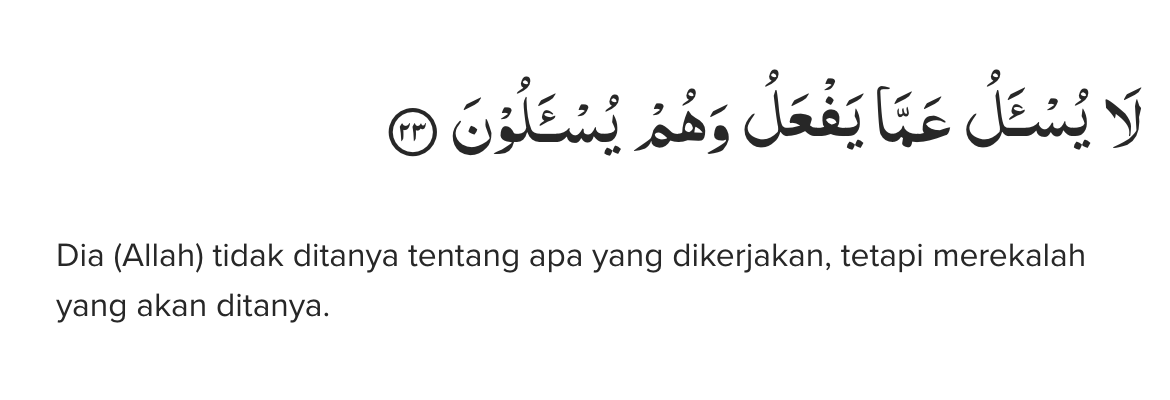 لَا يُسْـَٔلُ عَمَّا يَفْعَلُ وَهُمْ يُسْـَٔلُوْنَ ٢٣
Dia (Allah) tidak ditanya tentang apa yang dikerjakan, tetapi merekalah
yang akan ditanya.